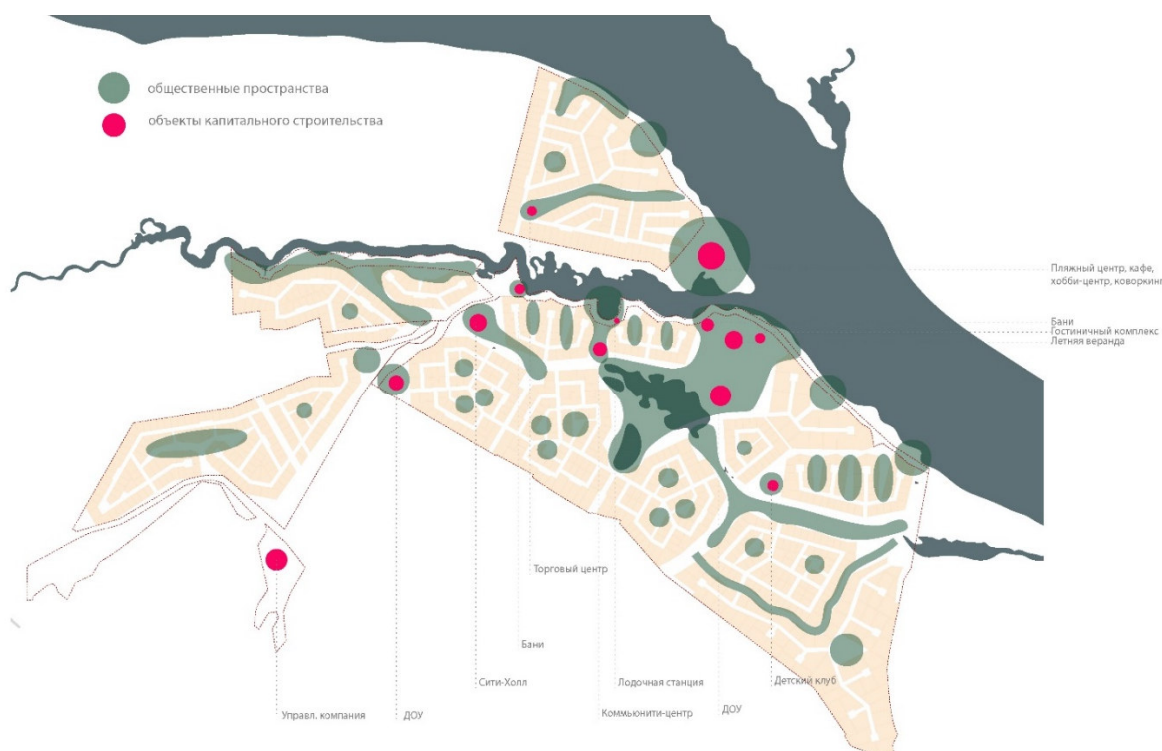 общественные пространства
объекты капитального строительства
Пляжный центр, кафе,
хобби-центр, коворкинг
Бани
Гостиничный комплекс
Летняя веранда
Торговый центр
Бани
Сити-Холл
Лодочная станция
Детский клуб
Управл. компания
ДОУ
Коммьюнити-центр
ДОУ